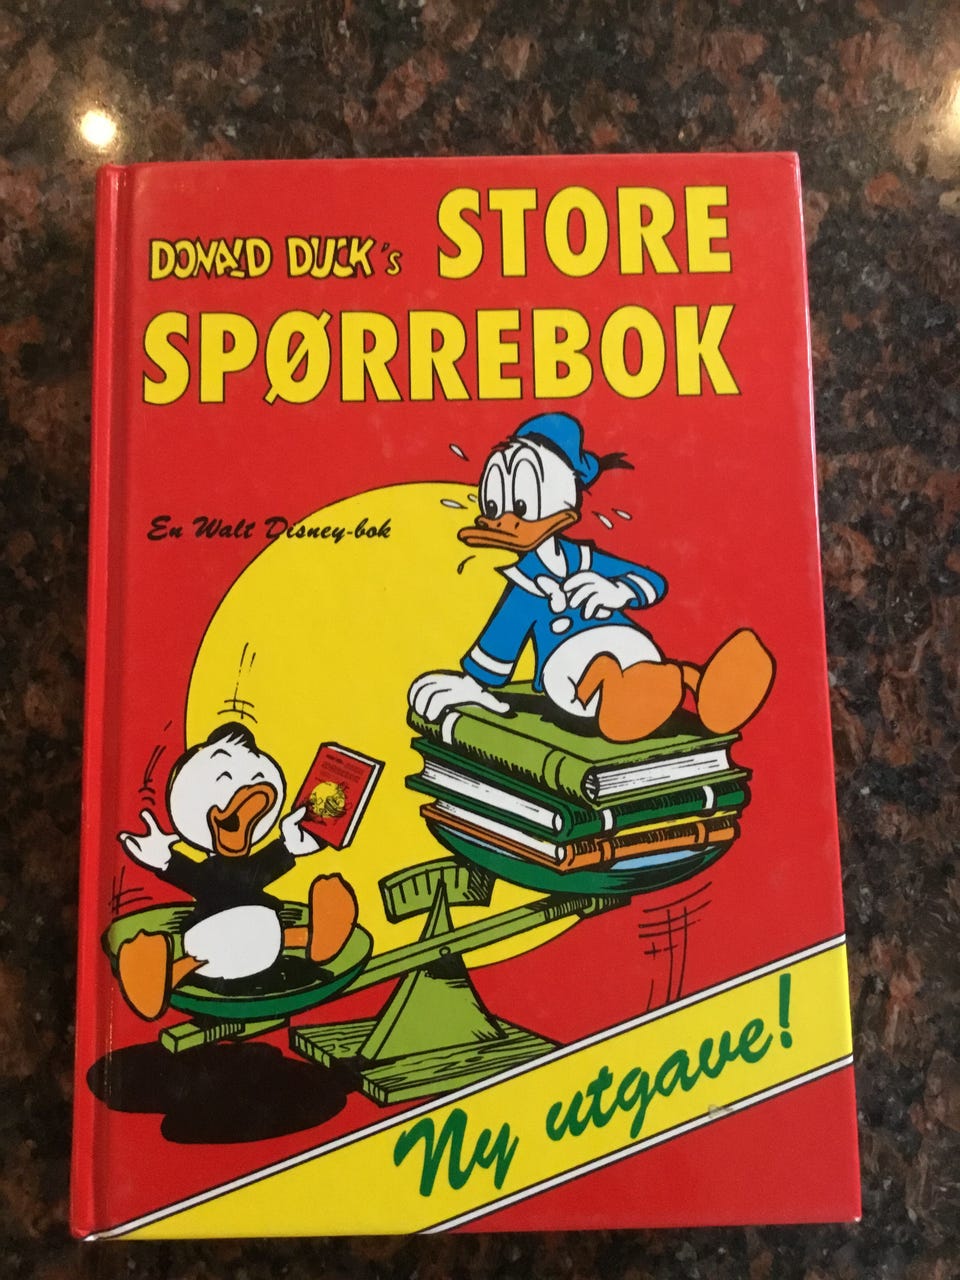 DONALD DUCK's STORE
SPØRREBOK
En Walt Disney-bok
Ny utgave!